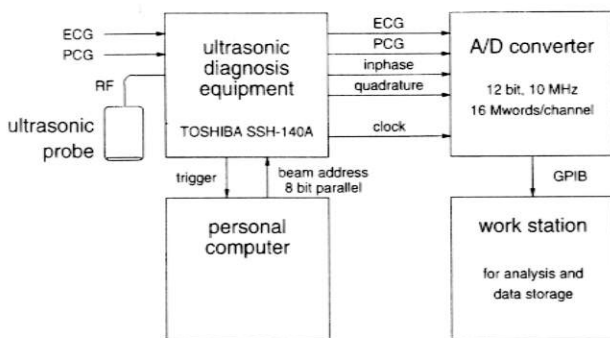 ECG
PCG
RF
ultrasonic
probe
ultrasonic
diagnosis
equipment
TOSHIBA SSH-140A
ECG
PCG
inphase
quadrature
clock
A/D converter
12 bit, 10 MHz
16 Mwords/channel
trigger
beam address
8 bit parallel
GPIB
personal
computer
work station
for analysis and
data storage